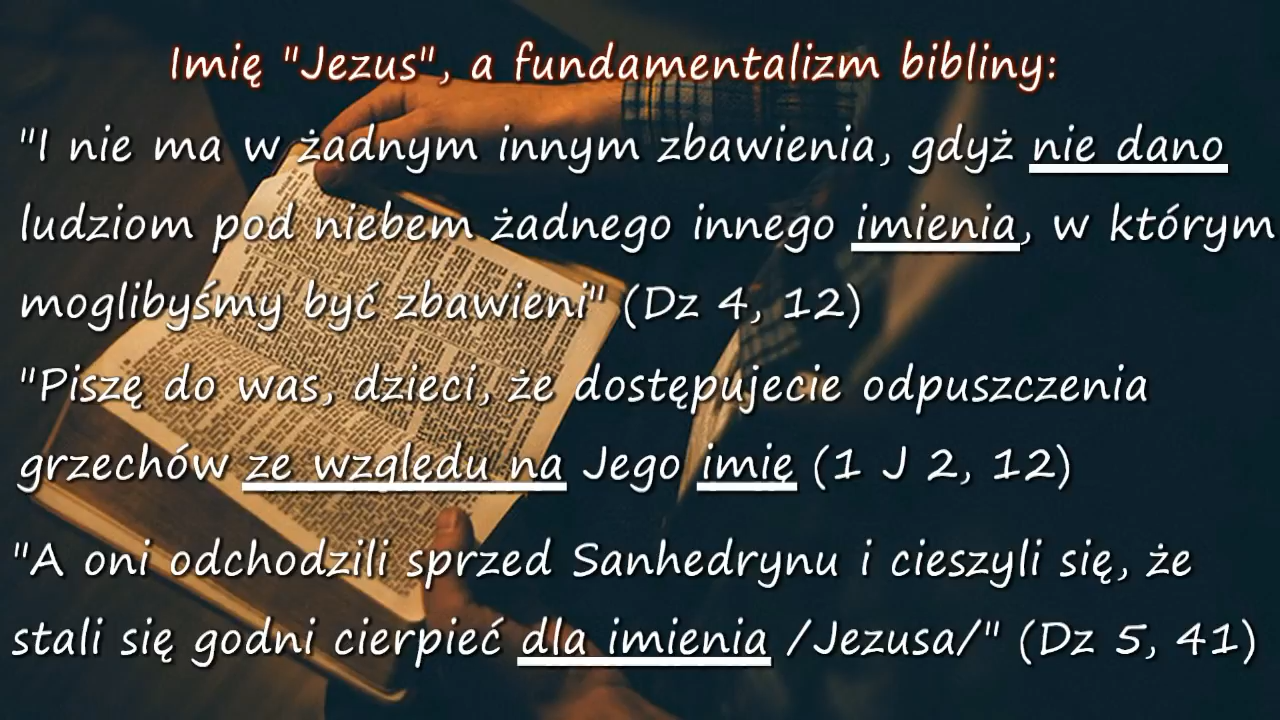 Imię "Jezus", a fundamentalizm bibliny:
"I nie ma w żadnym innym zbawienia, gdyż nie dano
ludziom pod niebem żadnego innego imienia, w którym
moglibyśmy być zbawieni" (Dz 4, 12)
"Piszę do was, dzieci, że dostępujecie odpuszczenia
grzechów ze względu na Jego imię (1 J 2, 12)
"A oni odchodzili sprzed Sanhedrynu i cieszyli się, że
stali się godni cierpieć dla imienia /Jezusa/" (Dz 5, 41)